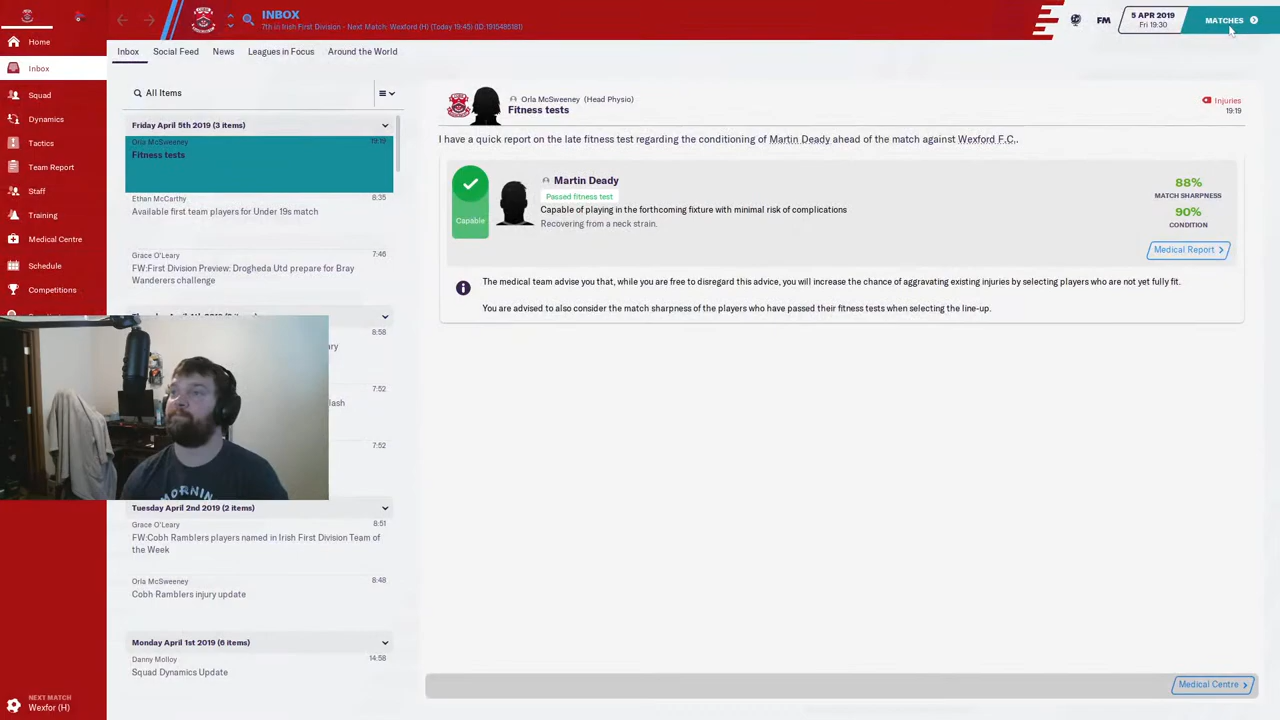 INBOX
7th in Irish First Division - Next Match: Wexford (H) (Today 19:45) (ID:1915485181)
FM
5 APR 2019
Fri 19:30
MATCHES
Home
Inbox
Squad
Dynamics
Tactics
Team Report
Staff
Training
Medical Centre
Schedule
Competitions
NEXT MATCH
Wexfor (H)
Inbox
Social Feed
News
Leagues in Focus
Around the World
All Items
Friday April 5th 2019 (3 items)
Orla McSweeney
19:19
Fitness tests
Ethan McCarthy
8:35
Available first team players for Under 19s match
Grace O'Leary
7:46
FW:First Division Preview: Drogheda Utd prepare for Bray
Wanderers challenge
8:58
7:52
7:52
Tuesday April 2nd 2019 (2 items)
Grace O'Leary
8:51
FW:Cobh Ramblers players named in Irish First Division Team of
the Week
Orla McSweeney
8:48
Cobh Ramblers injury update
Monday April 1st 2019 (6 items)
Danny Molloy
14:58
Squad Dynamics Update
Orla McSweeney (Head Physio)
Fitness tests
Injuries
19:19
I have a quick report on the late fitness test regarding the conditioning of Martin Deady ahead of the match against Wexford F.C..
Capable
Martin Deady
Passed fitness test
Capable of playing in the forthcoming fixture with minimal risk of complications
Recovering from a neck strain.
88%
MATCH SHARPNESS
90%
CONDITION
Medical Report
The medical team advise you that, while you are free to disregard this advice, you will increase the chance of aggravating existing injuries by selecting players who are not yet fully fit.
You are advised to also consider the match sharpness of the players who have passed their fitness tests when selecting the line-up.
Medical Centre
MORNIN